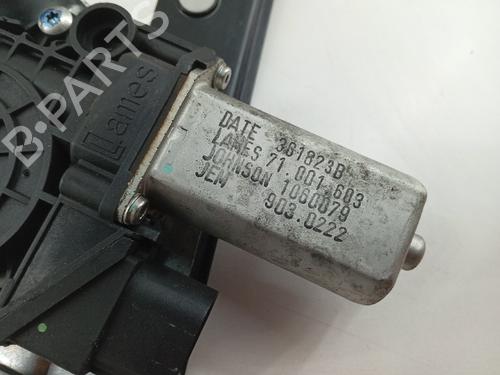 DATE 361823B
LAMES 71.001.603
JOHNSON 1060079
JEM 903.0222
Lames
B-PARTS